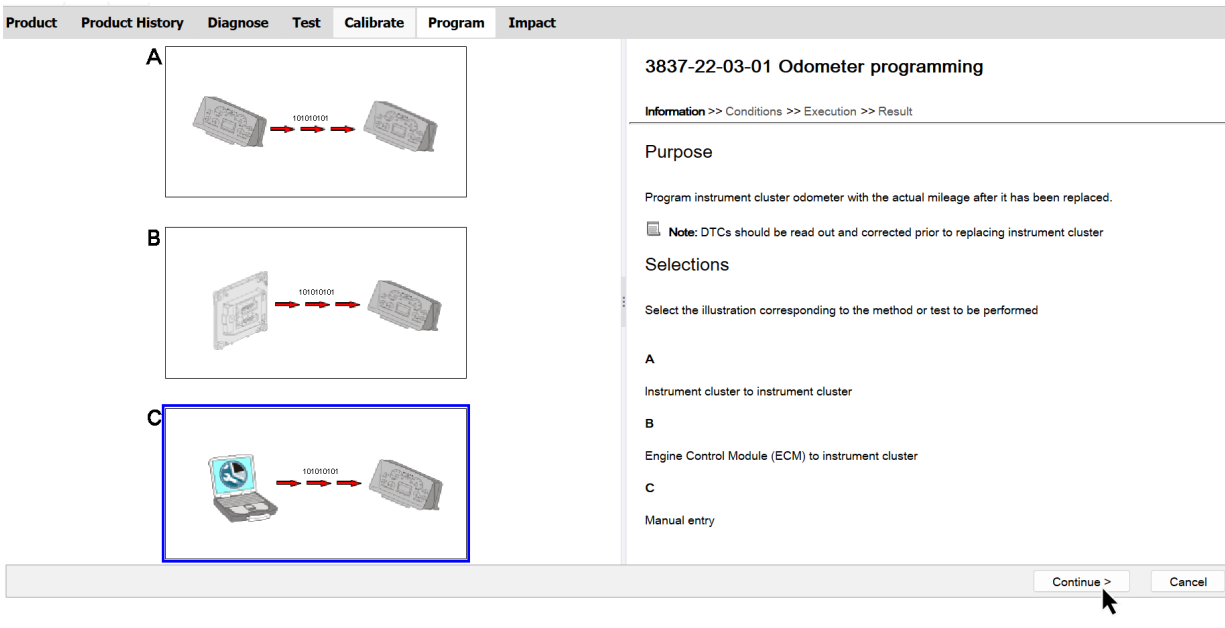 Product Product History Diagnose Test Calibrate Program Impact
A
101010101
B
101010101
C
101010101
3837-22-03-01 Odometer programming
Information >> Conditions >> Execution >> Result
Purpose
Program instrument cluster odometer with the actual mileage after it has been replaced.
Note: DTCs should be read out and corrected prior to replacing instrument cluster
Selections
Select the illustration corresponding to the method or test to be performed
A
Instrument cluster to instrument cluster
B
Engine Control Module (ECM) to instrument cluster
C
Manual entry
Continue > Cancel